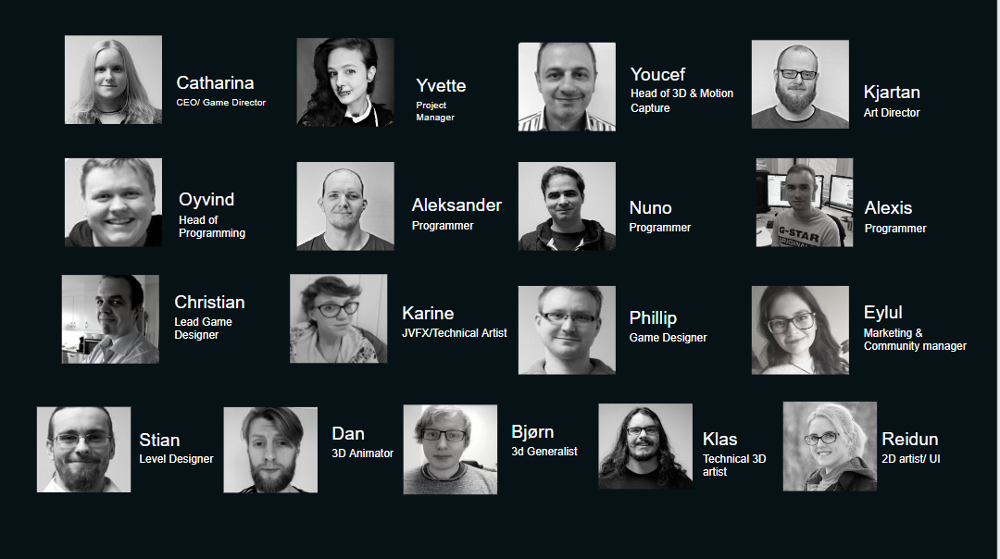 Catharina
CEO/ Game Director
Yvette
Project
Manager
Youcef
Head of 3D & Motion
Capture
Kjartan
Art Director
Oyvind
Head of
Programming
Aleksander
Programmer
Nuno
Programmer
Alexis
Programmer
G-STAR
ORIGINALS
Christian
Lead Game
Designer
Karine
JVFX/Technical Artist
Phillip
Game Designer
Eylul
Marketing &
Community manager
Stian
Level Designer
Dan
3D Animator
Bjørn
3d Generalist
Klas
Technical 3D
artist
Reidun
2D artist/ UI